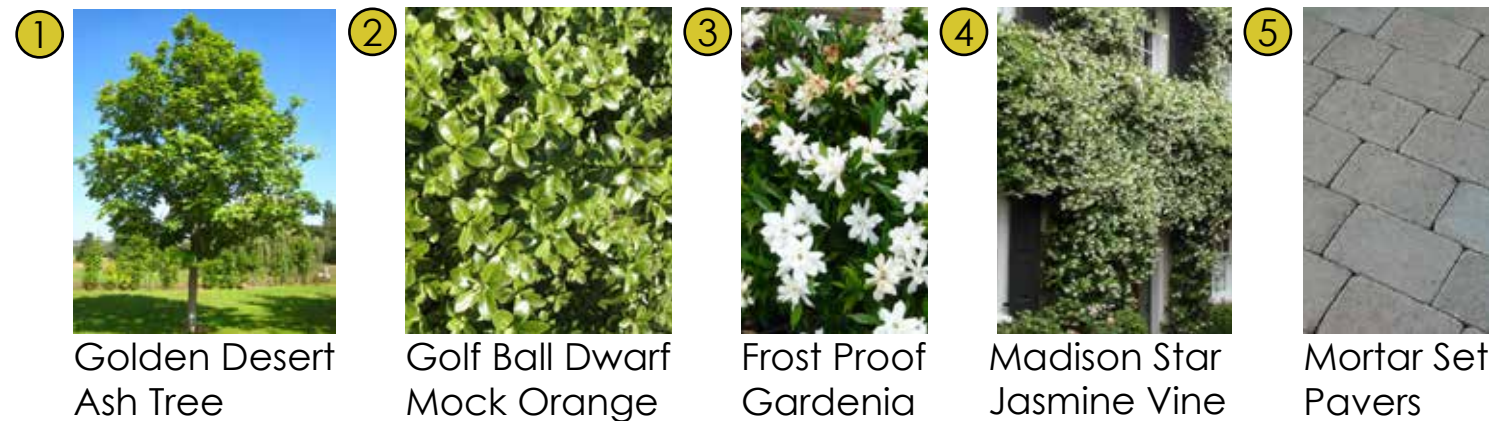 1
2
3
4
5
Golden Desert
Ash Tree
Golf Ball Dwarf
Mock Orange
Frost Proof
Gardenia
Madison Star
Jasmine Vine
Mortar Set
Pavers